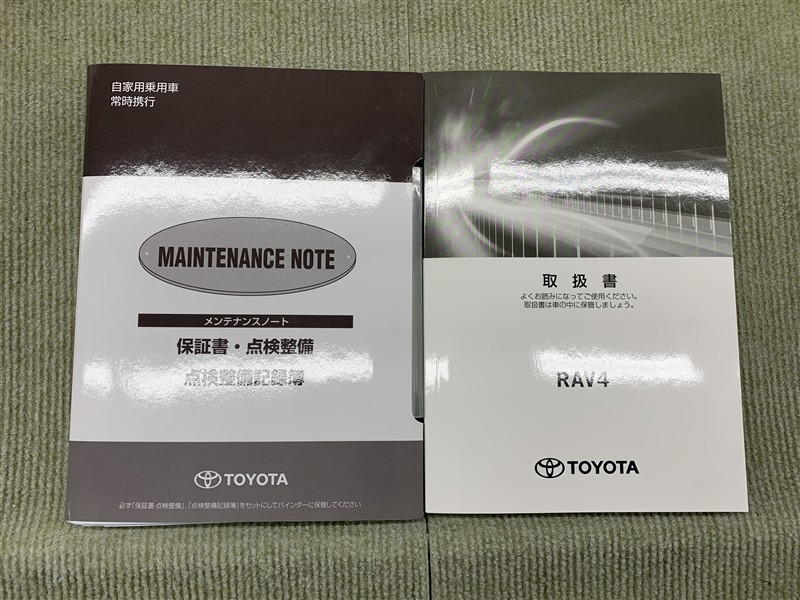 自家用乗用車
常時携行
MAINTENANCE NOTE
メンテナンスノート
保証書・点検整備
点検整備記録簿
TOYOTA
必ず「保証書・点検整備」、「点検整備記録簿」をセットにしてバインダーに保管してください
取扱書
よくお読みになってご使用ください。
取扱書は車の中に保管しましょう。
RAV4
TOYOTA